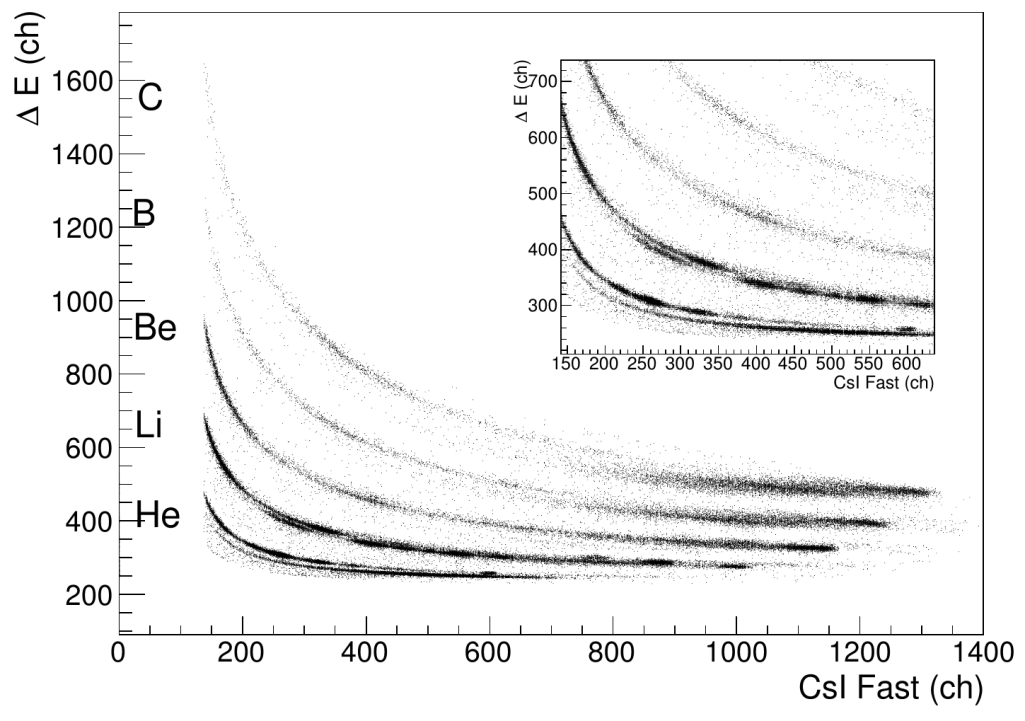 Δ E (ch)
1600
1400
1200
1000
800
600
400
200
C
B
Be
Li
He
0 200 400 600 800 1000 1200 1400
CsI Fast (ch)
Δ E (ch)
700
600
500
400
300
150 200 250 300 350 400 450 500 550 600
CsI Fast (ch)